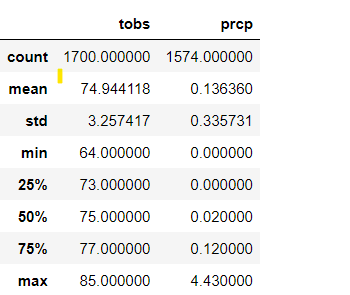 tobs prcp
count 1700.000000 1574.000000
mean 74.944118 0.136360
std 3.257417 0.335731
min 64.000000 0.000000
25% 73.000000 0.000000
50% 75.000000 0.020000
75% 77.000000 0.120000
max 85.000000 4.430000